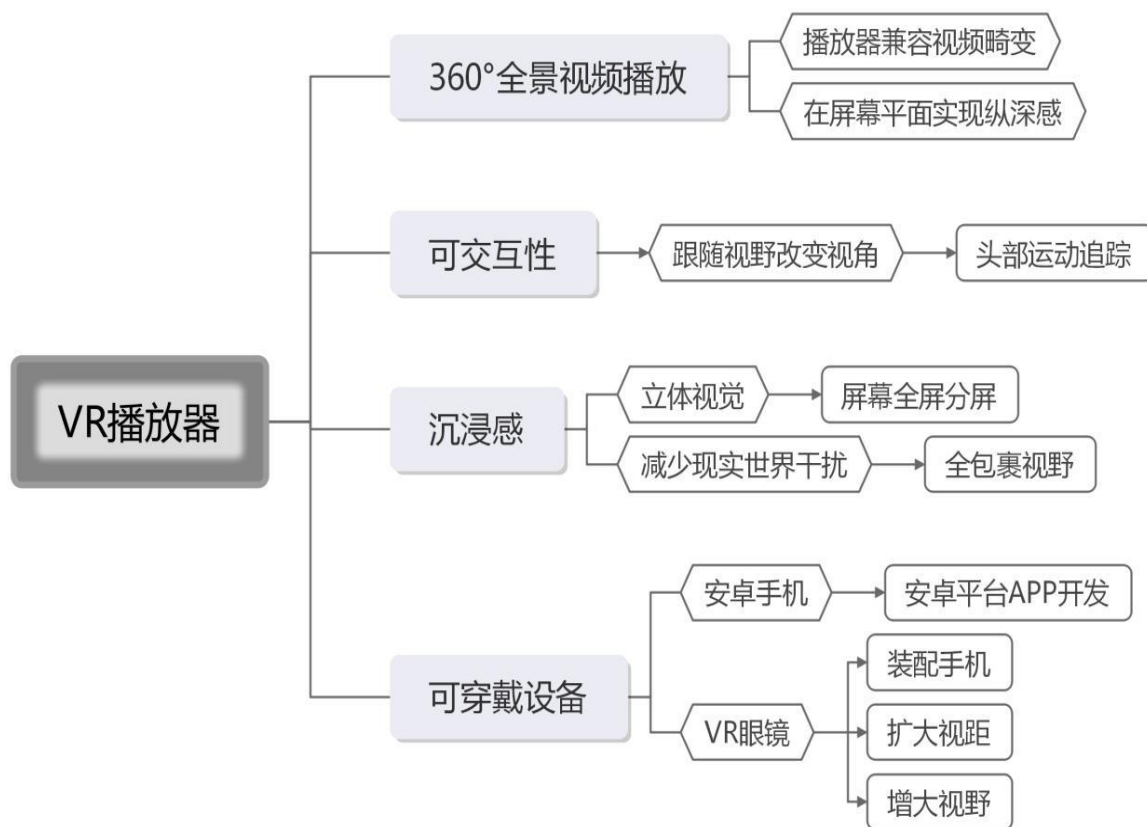 VR播放器
360°全景视频播放
播放器兼容视频畸变
在屏幕平面实现纵深感
可交互性
跟随视野改变视角
头部运动追踪
沉浸感
立体视觉
屏幕全屏分屏
减少现实世界干扰
全包裹视野
可穿戴设备
安卓手机
安卓平台APP开发
VR眼镜
装配手机
扩大视距
增大视野